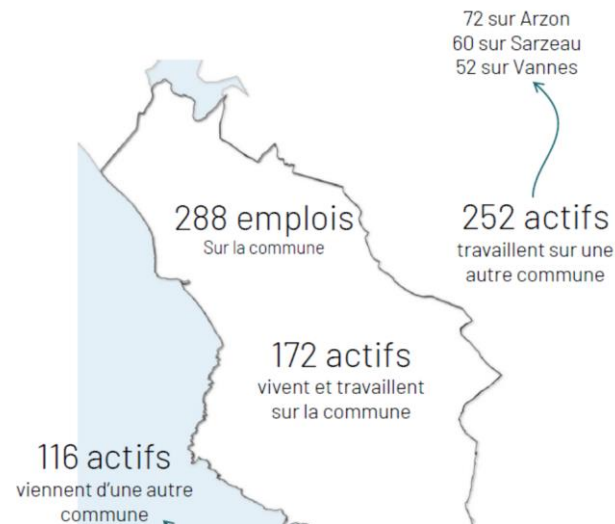 72 sur Arzon
60 sur Sarzeau
52 sur Vannes
288 emplois
Sur la commune
252 actifs
travaillent sur une
autre commune
172 actifs
vivent et travaillent
sur la commune
116 actifs
viennent d'une autre
commune